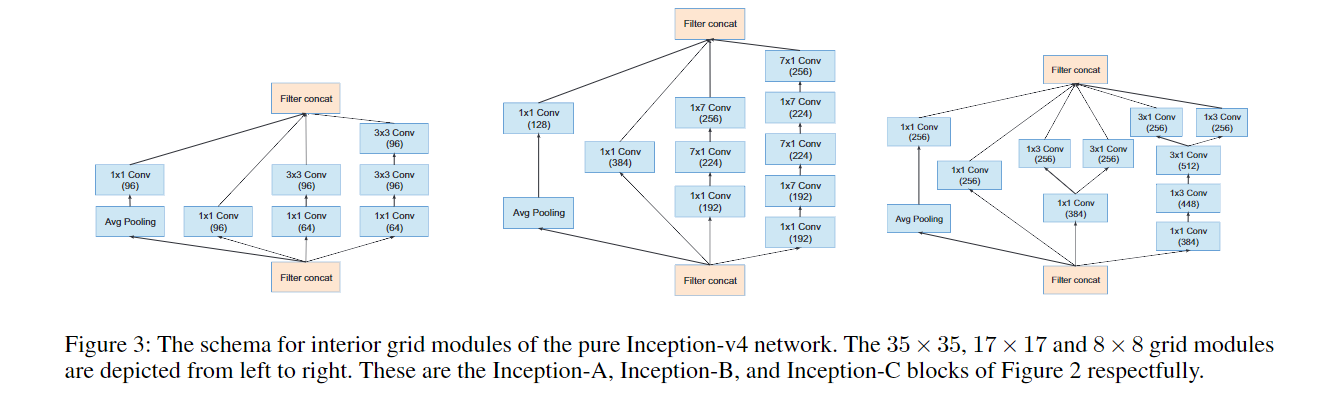 Filter concat
3x3 Conv
(96)
1x1 Conv
(96)
3x3 Conv
(96)
3x3 Conv
(96)
Avg Pooling
1x1 Conv
(96)
1x1 Conv
(64)
1x1 Conv
(64)
Filter concat
Filter concat
7x1 Conv
(256)
1x1 Conv
(128)
1x7 Conv
(256)
1x7 Conv
(224)
1x1 Conv
(384)
7x1 Conv
(224)
7x1 Conv
(224)
Avg Pooling
1x1 Conv
(192)
1x7 Conv
(192)
1x1 Conv
(192)
Filter concat
Filter concat
1x1 Conv
(256)
3x1 Conv
(256)
1x3 Conv
(256)
1x1 Conv
(256)
1x3 Conv
(256)
3x1 Conv
(256)
3x1 Conv
(512)
Avg Pooling
1x1 Conv
(384)
1x3 Conv
(448)
1x1 Conv
(384)
Filter concat
Figure 3: The schema for interior grid modules of the pure Inception-v4 network. The 35 × 35, 17 × 17 and 8 × 8 grid modules
are depicted from left to right. These are the Inception-A, Inception-B, and Inception-C blocks of Figure 2 respectfully.